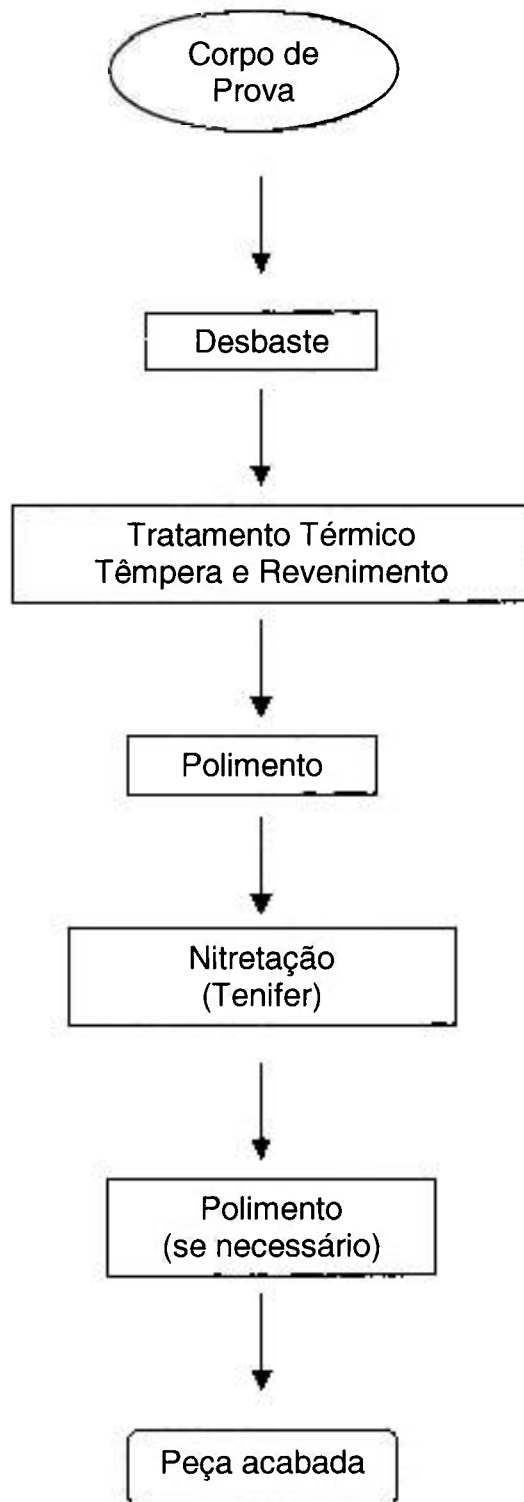 Corpo de
Prova
Desbaste
Tratamento Térmico
Têmpera e Revenimento
Polimento
Nitretação
(Tenifer)
Polimento
(se necessário)
Peça acabada